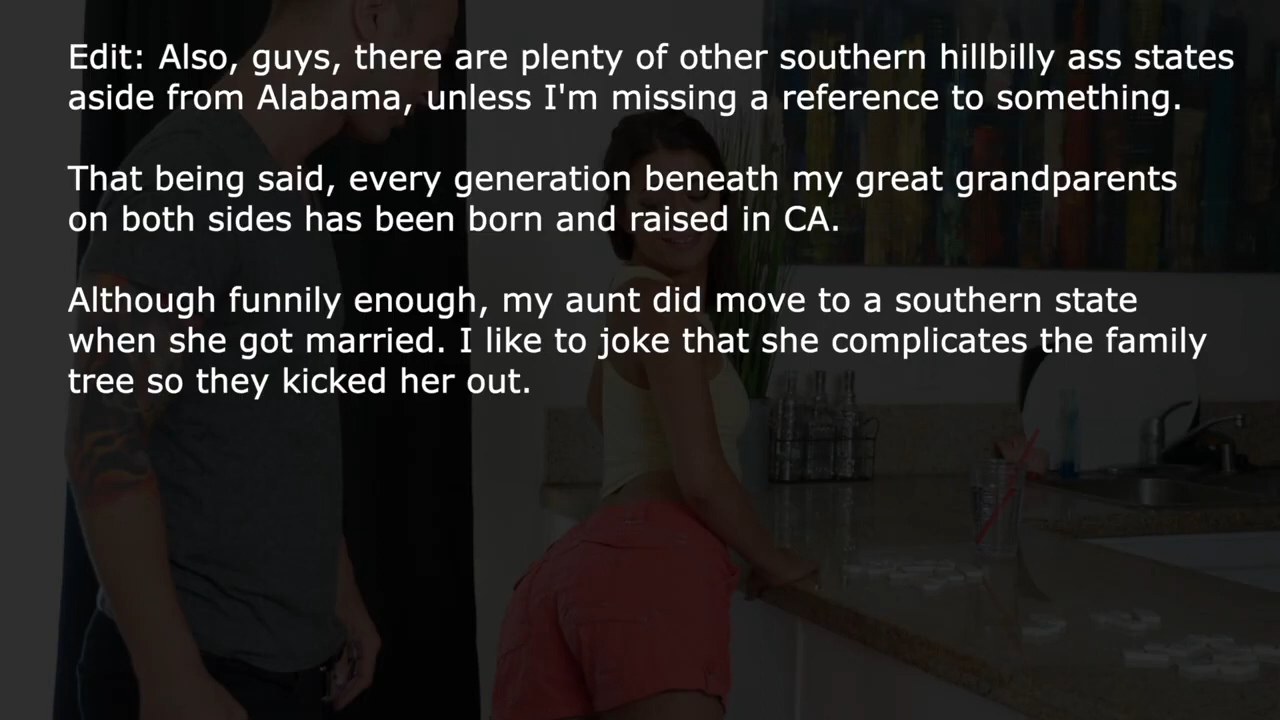 Edit: Also, guys, there are plenty of other southern hillbilly ass states
aside from Alabama, unless I'm missing a reference to something.
That being said, every generation beneath my great grandparents
on both sides has been born and raised in CA.
Although funnily enough, my aunt did move to a southern state
when she got married. I like to joke that she complicates the family
tree so they kicked her out.